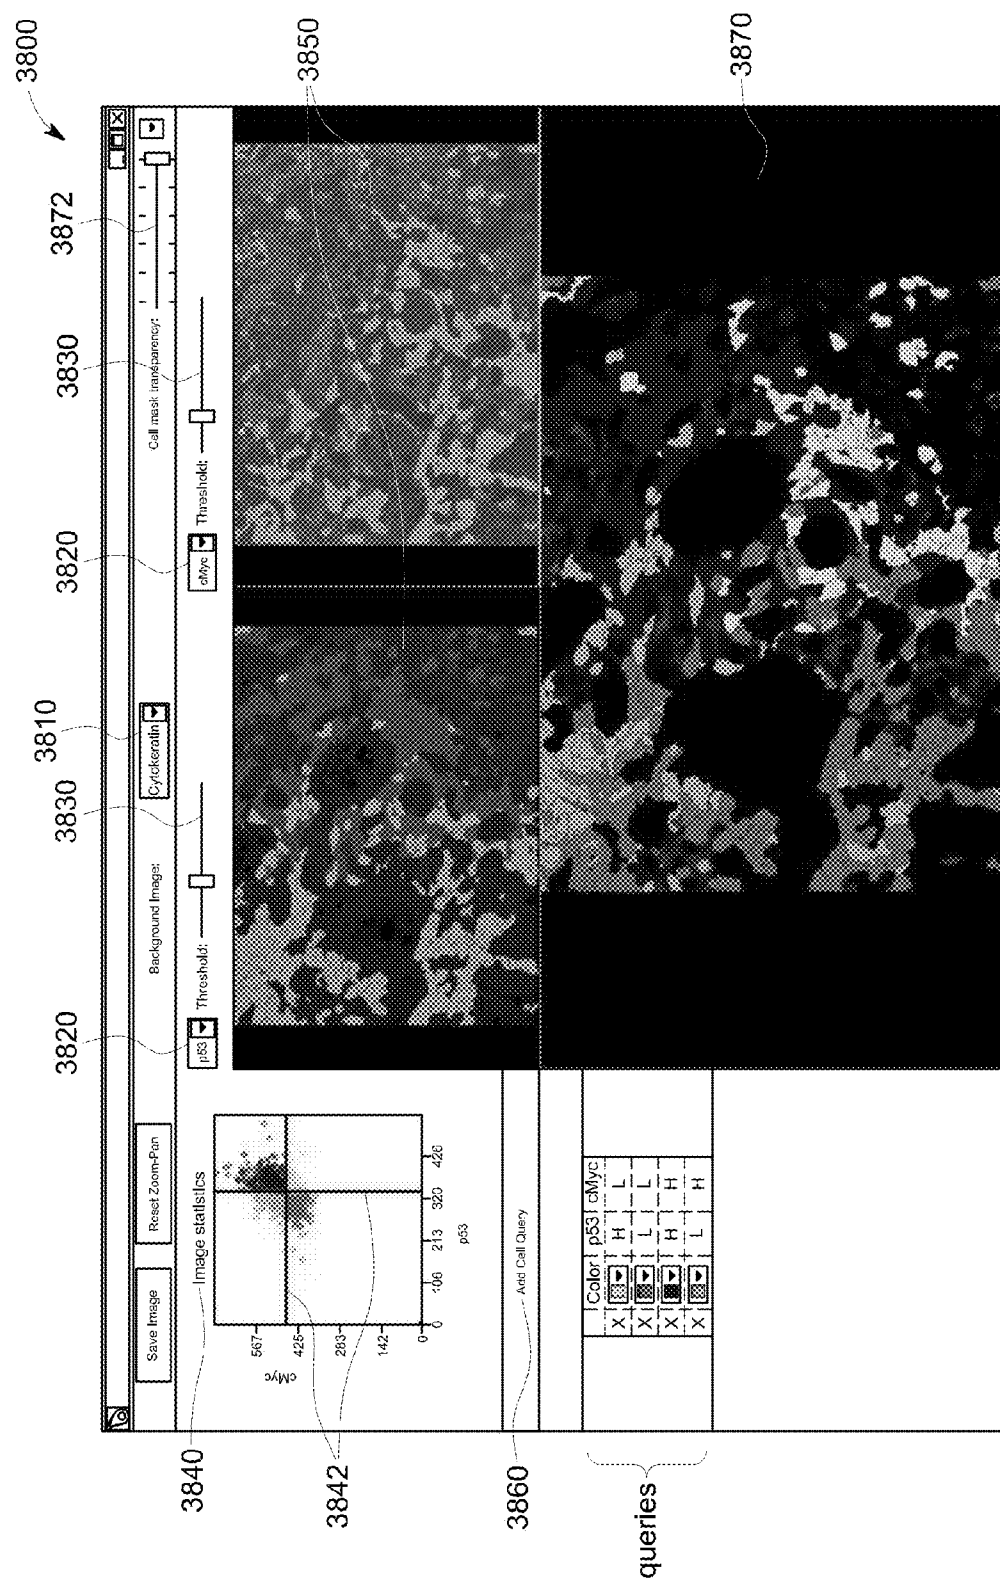 3800
3850
3870
3872
3830
3820
3810
3830
3820
Save Image
Reset Zoom-Pan
Background Image:
Cytokeratin
Cell mask transparency:
p53
Threshold:
cMyc
Threshold:
3840
Image statistics
567
425
283
142
0
cMyc
0
106
213
320
426
p53
3842
3860
Add Cell Query
queries
Color p53 cMyc
X H L
X L L
X H H
X L H